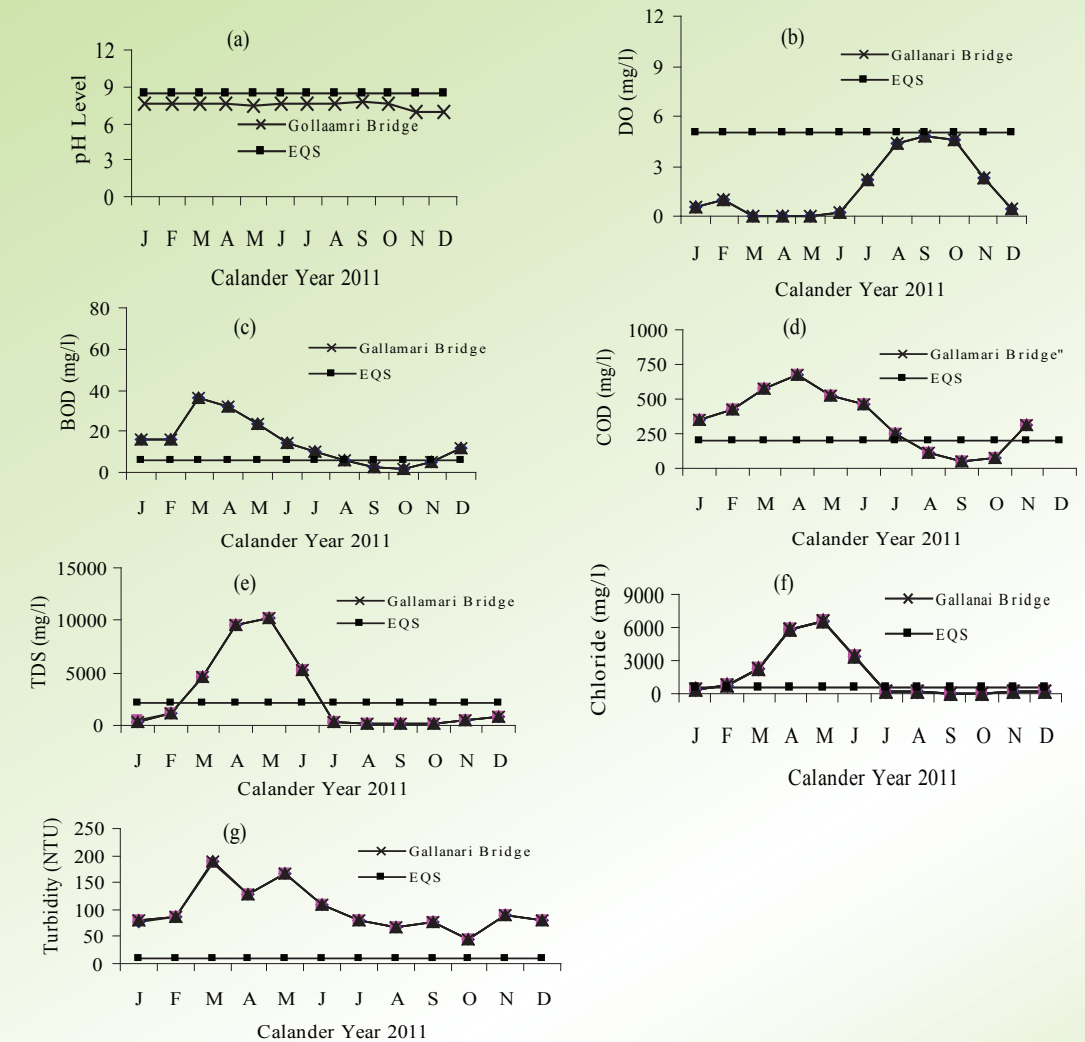 (a)
12
9
6
3
0
pH Level
Gollaamri Bridge
EQS
J F M A M J J A S O N D
Calander Year 2011
(b)
12
9
6
3
0
DO (mg/l)
Gallanari Bridge
EQS
J F M A M J J A S O N D
Calander Year 2011
(c)
80
60
40
20
0
BOD (mg/l)
Gallamari Bridge
EQS
J F M A M J J A S O N D
Calander Year 2011
(d)
1000
750
500
250
0
COD (mg/l)
Gallamari Bridge"
EQS
J F M A M J J A S O N D
Calander Year 2011
(e)
15000
10000
5000
0
TDS (mg/l)
Gallamari Bridge
EQS
J F M A M J J A S O N D
Calander Year 2011
(f)
9000
6000
3000
0
Chloride (mg/l)
Gallanai Bridge
EQS
J F M A M J J A S O N D
Calander Year 2011
(g)
250
200
150
100
50
0
Turbidity (NTU)
Gallanari Bridge
EQS
J F M A M J J A S O N D
Calander Year 2011